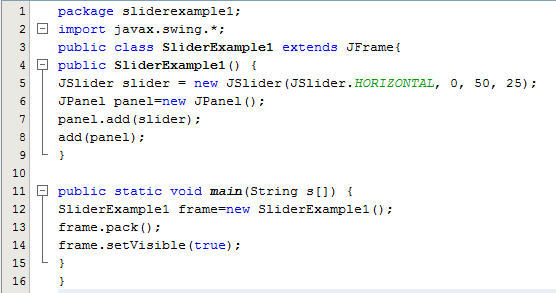 1 package sliderexample1;
2 import javax.swing.*;
3 public class SliderExample1 extends JFrame{
4 public SliderExample1() {
5 JSlider slider = new JSlider(JSlider.HORIZONTAL, 0, 50, 25);
6 JPanel panel=new JPanel();
7 panel.add(slider);
8 add(panel);
9 }
10
11 public static void main(String s[]) {
12 SliderExample1 frame=new SliderExample1();
13 frame.pack();
14 frame.setVisible(true);
15 }
16 }